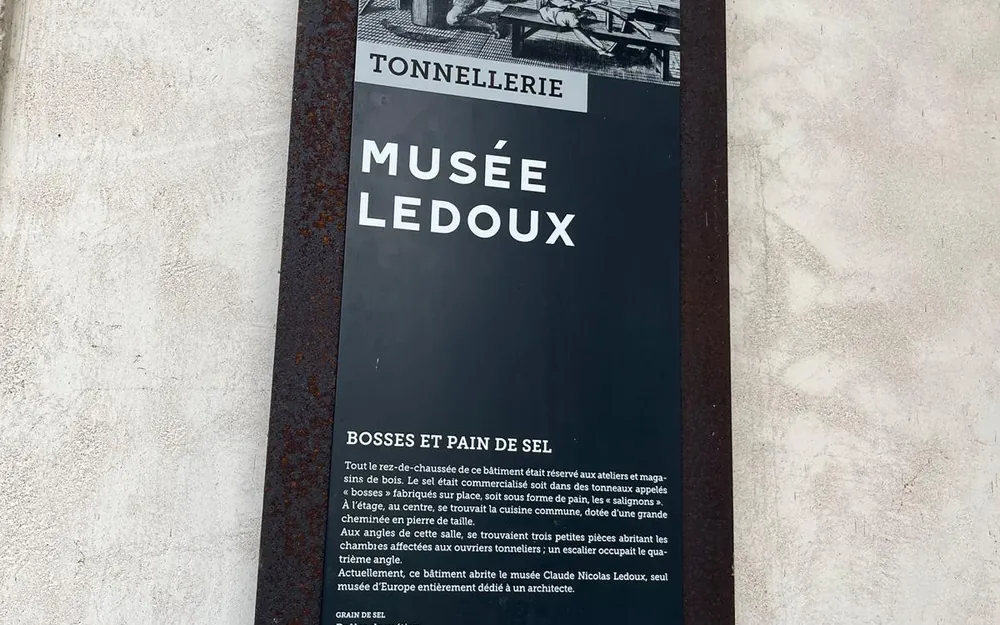 TONNELLERIE
MUSÉE
LEDOUX
BOSSES ET PAIN DE SEL
Tout le rez-de-chaussée de ce bâtiment était réservé aux ateliers et maga-
sins de bois. Le sel était commercialisé soit dans des tonneaux appelés
« bosses » fabriqués sur place, soit sous forme de pain, les « salignons ».
À l'étage, au centre, se trouvait la cuisine commune, dotée d'une grande
cheminée en pierre de taille.
Aux angles de cette salle, se trouvaient trois petites pièces abritant les
chambres affectées aux ouvriers tonneliers ; un escalier occupait le qua-
trième angle.
Actuellement, ce bâtiment abrite le musée Claude Nicolas Ledoux, seul
musée d'Europe entièrement dédié à un architecte.
GRAIN DE SEL